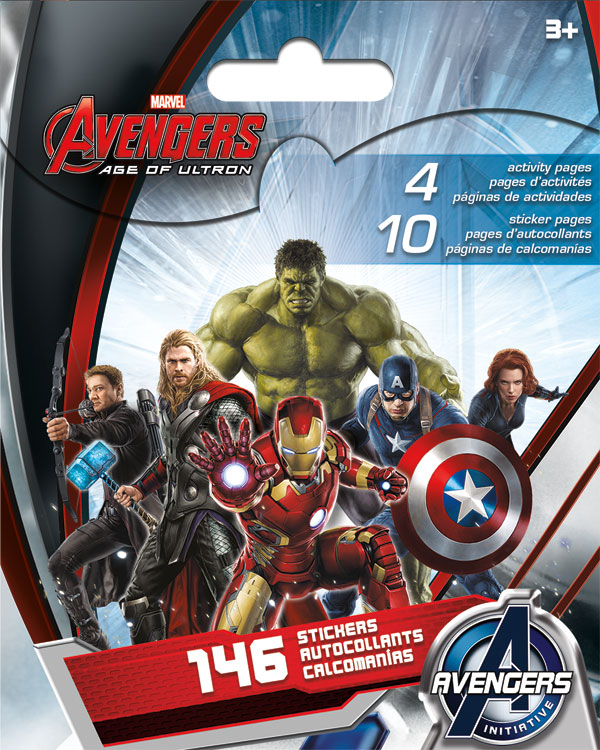 3+
MARVEL
AVENGERS
AGE OF ULTRON
4
activity pages
pages d'activités
páginas de actividades
10
sticker pages
pages d'autocollants
páginas de calcomanías
A
146
STICKERS
AUTOCOLLANTS
CALCOMANÍAS
A
AVENGERS
INITIATIVE